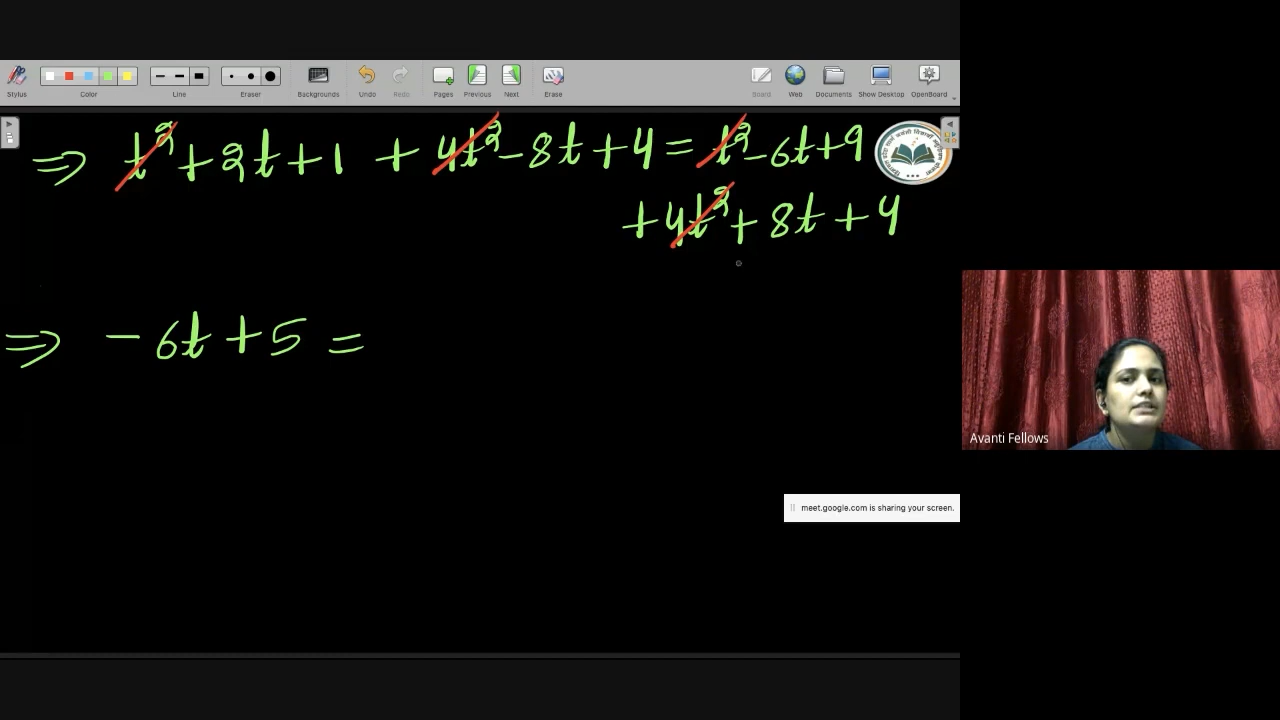 Stylus Color Line Eraser Backgrounds Undo Redo Pages Previous Next Erase Board Web Documents Show Desktop OpenBoard
⇒ t² + 2t + 1 + 4t² - 8t + 4 = t² - 6t + 9
+ 4t² + 8t + 4
⇒ - 6t + 5 =
Avanti Fellows
meet.google.com is sharing your screen.